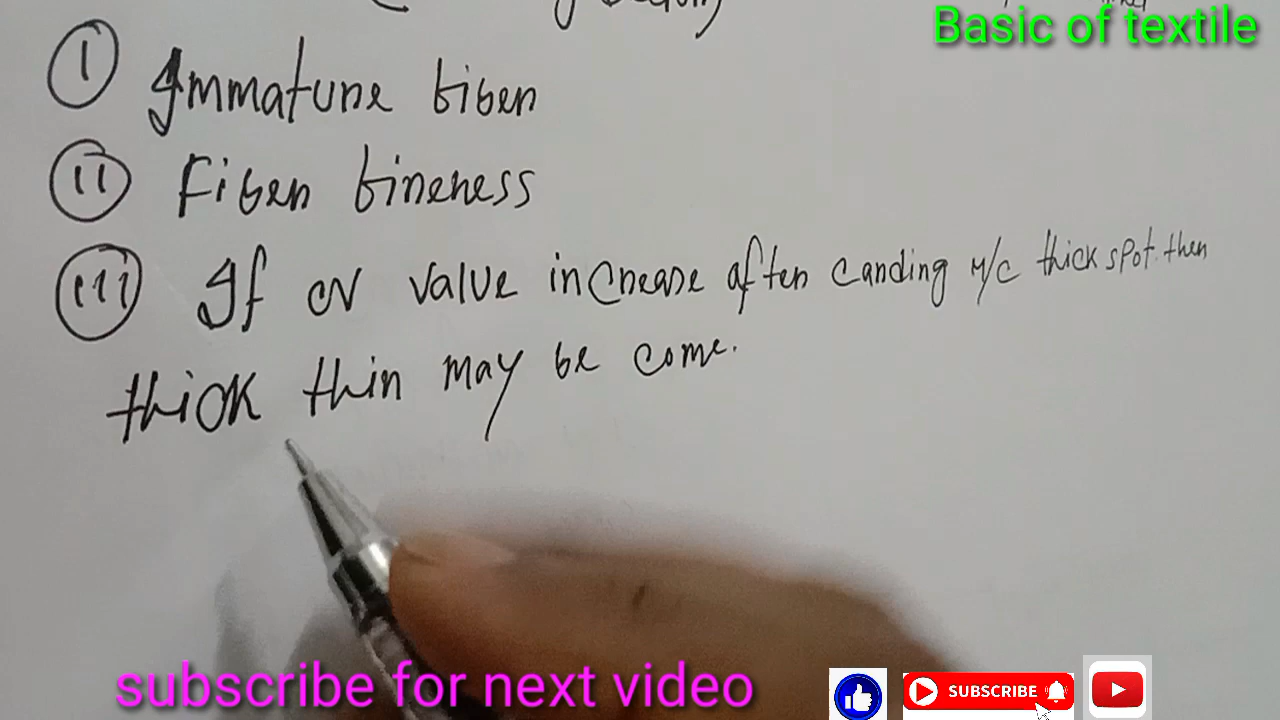 Basic of textile
(I) Immature fiber
(II) Fiber fineness
(III) If CV value increase after carding M/C thick spot. then
thick thin may be come.
subscribe for next video
SUBSCRIBE